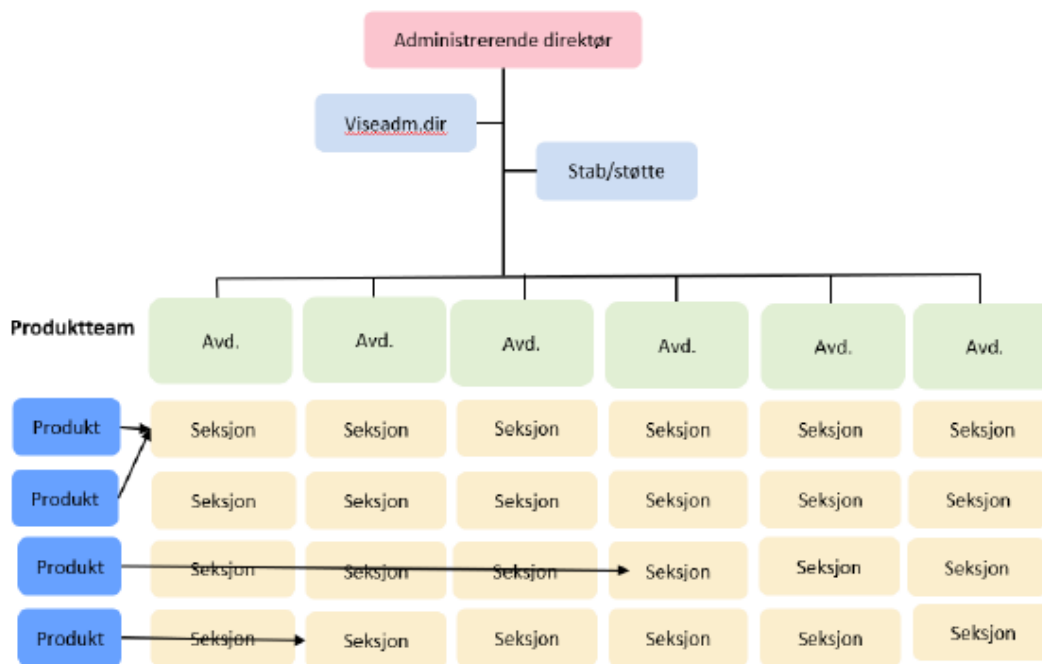 Administrerende direktør
Viseadm.dir
Stab/støtte
Produktteam
Avd. Avd. Avd. Avd. Avd. Avd.
Produkt Seksjon Seksjon Seksjon Seksjon Seksjon Seksjon
Produkt Seksjon Seksjon Seksjon Seksjon Seksjon Seksjon
Produkt Seksjon Seksjon Seksjon Seksjon Seksjon Seksjon
Produkt Seksjon Seksjon Seksjon Seksjon Seksjon Seksjon